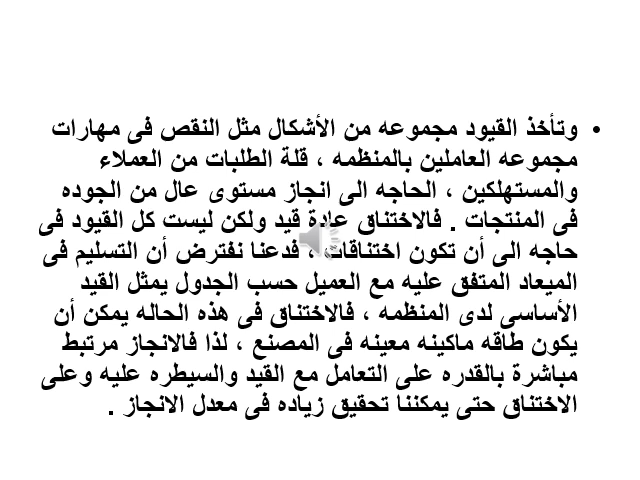 • وتأخذ القيود مجموعه من الأشكال مثل النقص فى مهارات
مجموعه العاملين بالمنظمه ، قلة الطلبات من العملاء
والمستهلكين ، الحاجه الى انجاز مستوى عال من الجوده
فى المنتجات . فالاختناق عادة قيد ولكن ليست كل القيود فى
حاجه الى أن تكون اختناقات ، فدعنا نفترض أن التسليم فى
الميعاد المتفق عليه مع العميل حسب الجدول يمثل القيد
الأساسى لدى المنظمه ، فالاختناق فى هذه الحاله يمكن أن
يكون طاقه ماكينه معينه فى المصنع ، لذا فالانجاز مرتبط
مباشرة بالقدره على التعامل مع القيد والسيطره عليه وعلى
الاختناق حتى يمكننا تحقيق زياده فى معدل الانجاز .